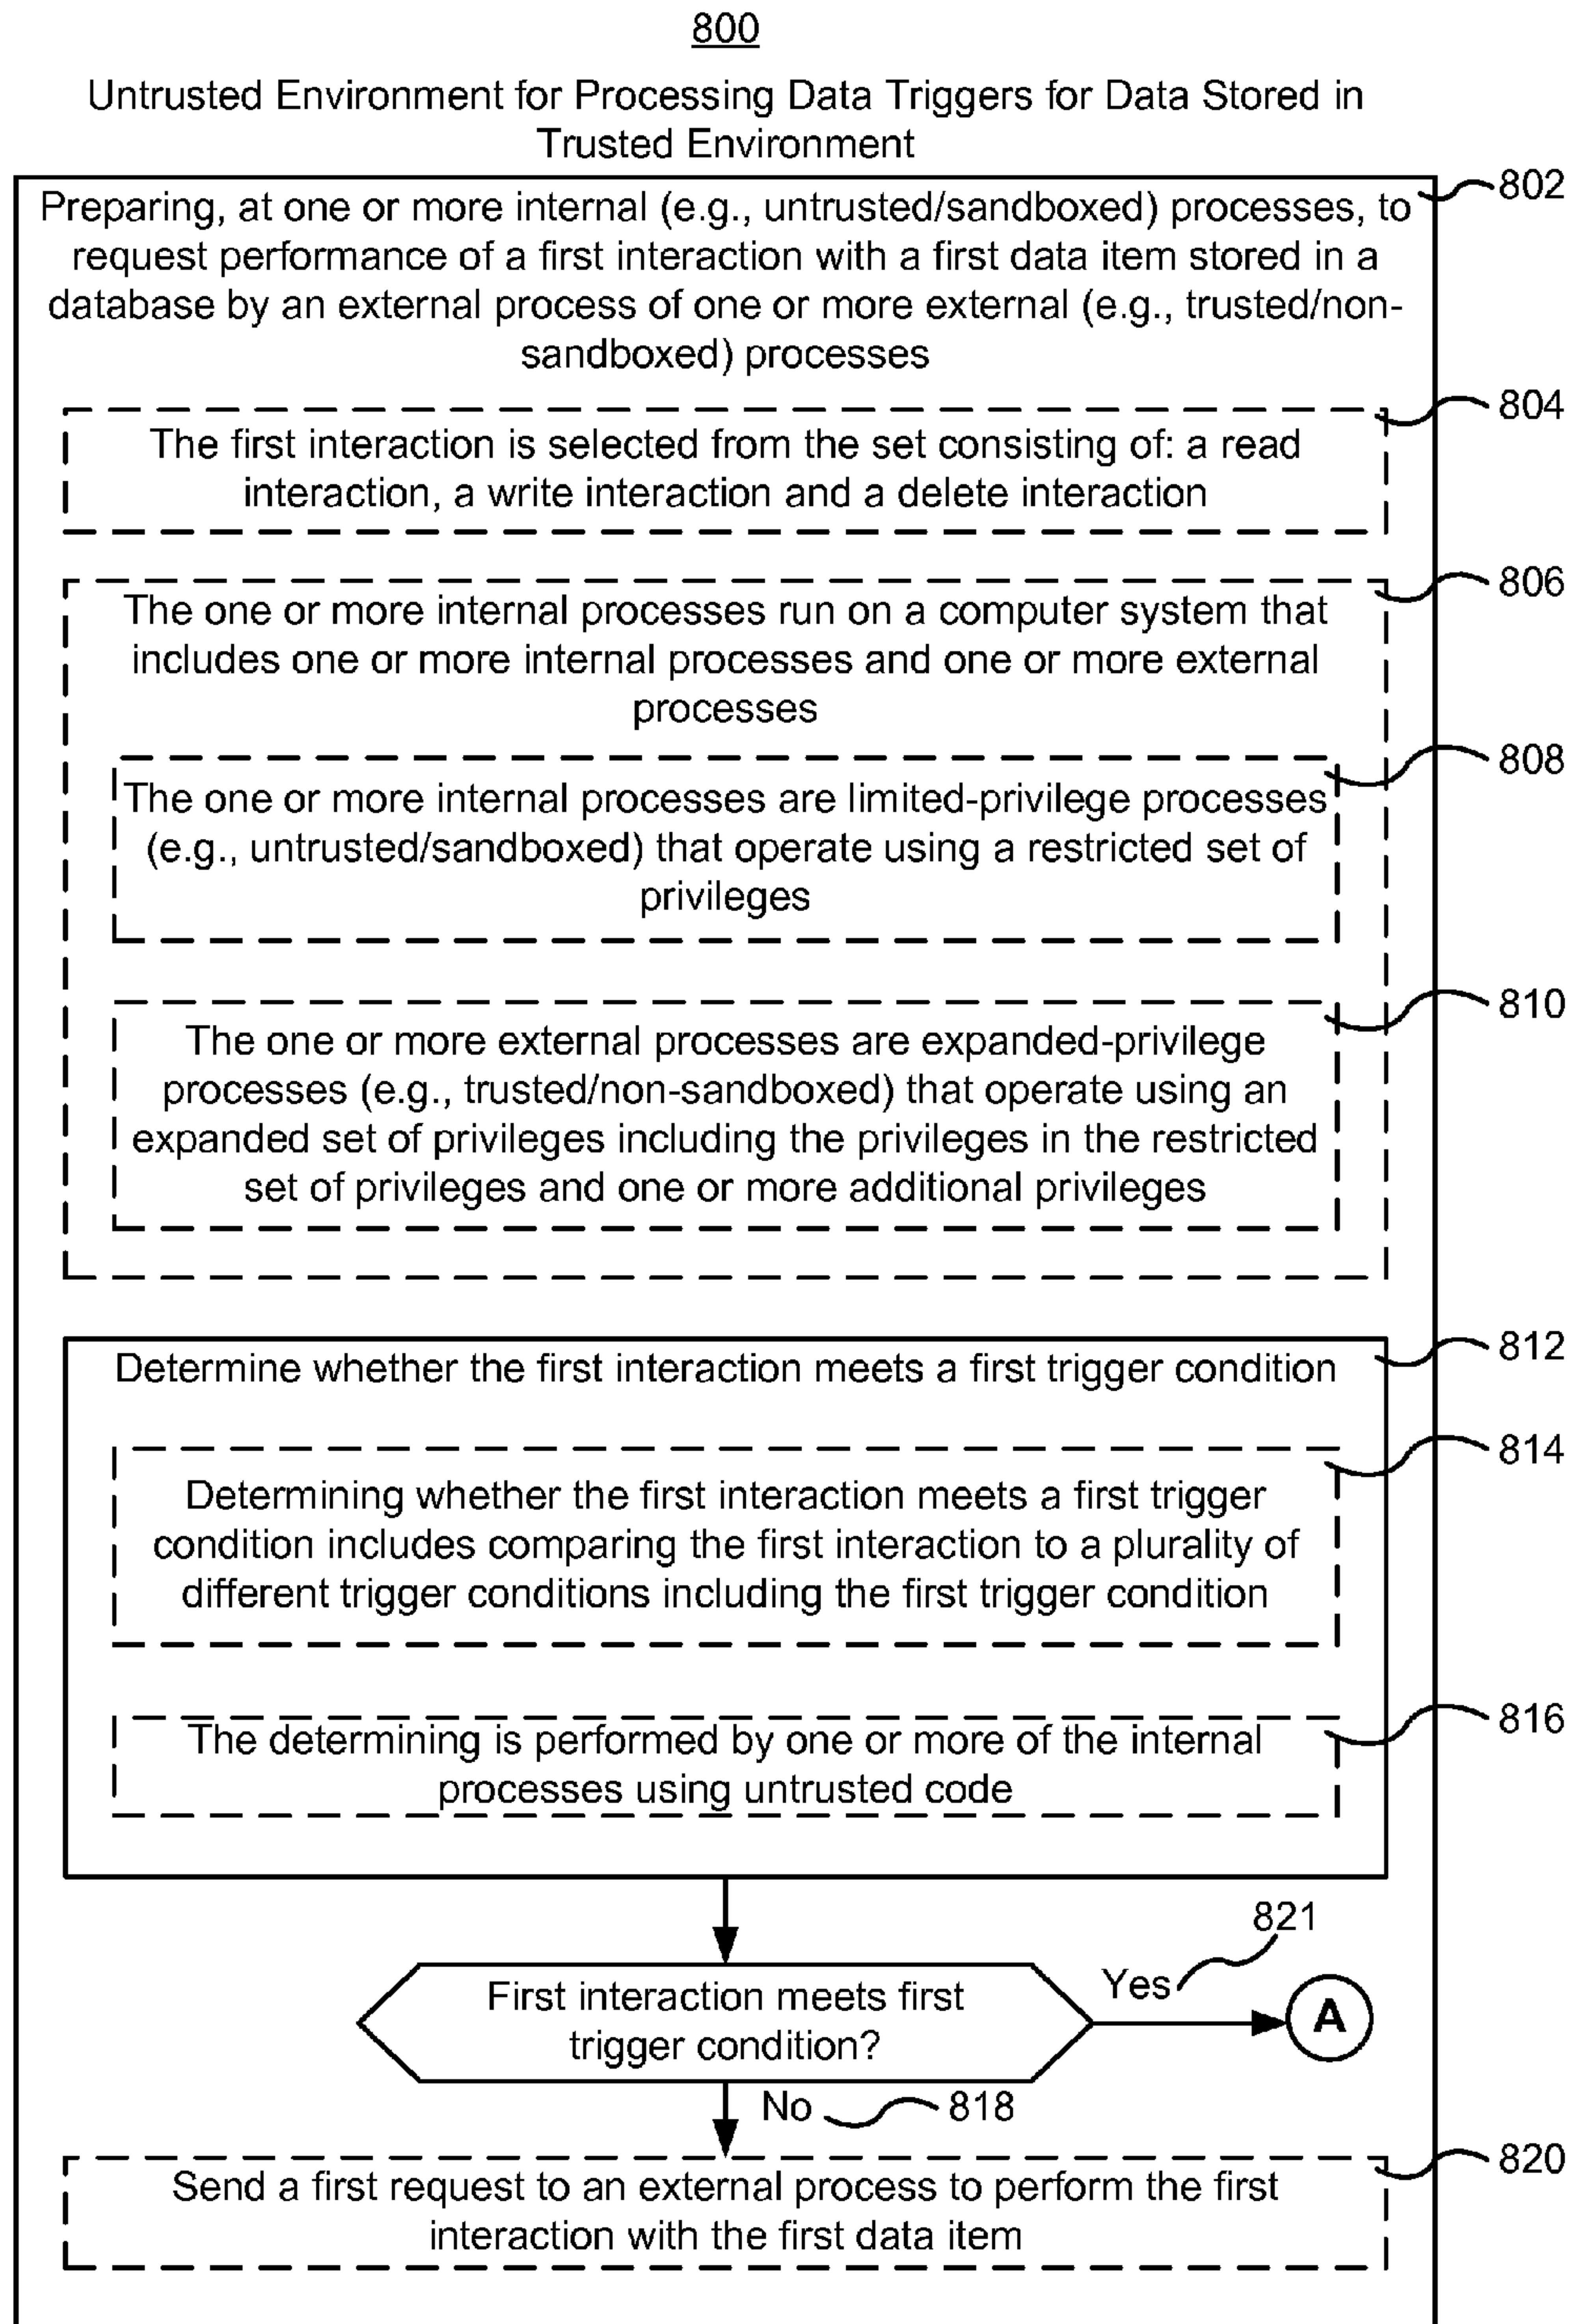 800
Untrusted Environment for Processing Data Triggers for Data Stored in
Trusted Environment
802
Preparing, at one or more internal (e.g., untrusted/sandboxed) processes, to
request performance of a first interaction with a first data item stored in a
database by an external process of one or more external (e.g., trusted/non-
sandboxed) processes
804
The first interaction is selected from the set consisting of: a read
interaction, a write interaction and a delete interaction
806
The one or more internal processes run on a computer system that
includes one or more internal processes and one or more external
processes
808
The one or more internal processes are limited-privilege processes
(e.g., untrusted/sandboxed) that operate using a restricted set of
privileges
810
The one or more external processes are expanded-privilege
processes (e.g., trusted/non-sandboxed) that operate using an
expanded set of privileges including the privileges in the restricted
set of privileges and one or more additional privileges
812
Determine whether the first interaction meets a first trigger condition
814
Determining whether the first interaction meets a first trigger
condition includes comparing the first interaction to a plurality of
different trigger conditions including the first trigger condition
816
The determining is performed by one or more of the internal
processes using untrusted code
821
Yes
A
First interaction meets first
trigger condition?
No
818
820
Send a first request to an external process to perform the first
interaction with the first data item